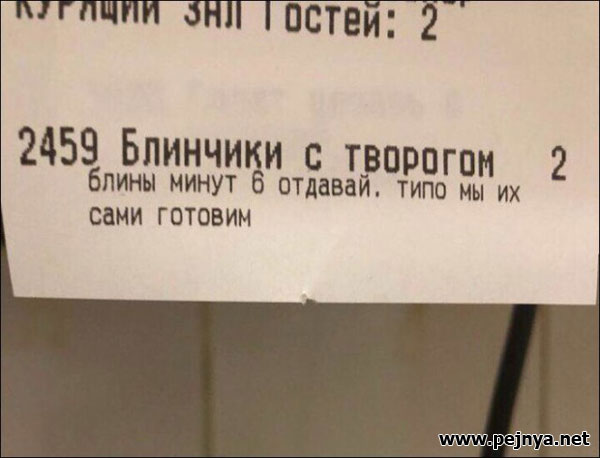 КУРЯЩИЙ ЗНЛ Гостей: 2
2459 Блинчики с творогом 2
блины минут 6 отдавай. типо мы их
сами готовим
www.pejnya.net